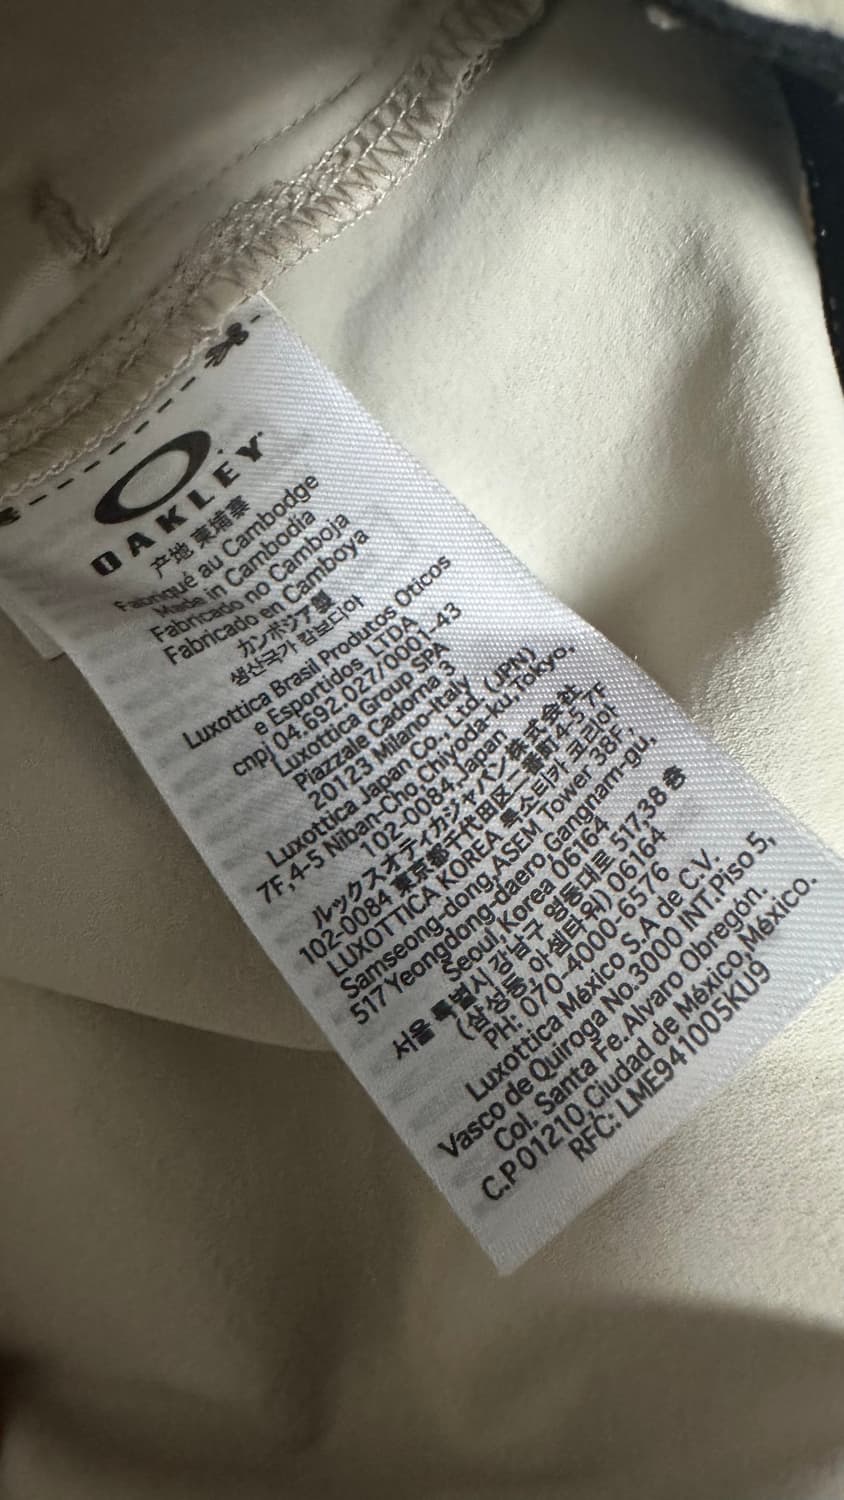 OAKLEY
产地 柬埔寨
Fabriqué au Cambodge
Made in Cambodia
Fabricado no Camboja
Fabricado en Camboya
カンボジア製
생산국가 캄보디아
Luxottica Brasil Produtos Oticos
e Esportidos LTDA
cnpj 04.692.027/0001-43
Luxottica Group SPA
Piazzale Cadorna 3
20123 Milano-Italy
Luxottica Japan Co., Ltd. (JPN)
7F,4-5 Niban-Cho,Chiyoda-ku,Tokyo.
102-0084,Japan
ルックスオティカジャパン株式会社
102-0084 東京都千代田区二番町4-5 7F
LUXOTTICA KOREA 룩소티카 코리아
Samseong-dong,ASEM Tower 38F,
517 Yeongdong-daero,Gangnam-gu,
Seoul, Korea 06164
서울 특별시 강남구 영동대로 517,38 층
(삼성동, 아셈타워) 06164
PH: 070-4000-6576
Luxottica México S.A de C.V.
Vasco de Quiroga No.3000 INT.Piso 5,
Col. Santa Fe.Alvaro Obregón.
C.P 01210,Ciudad de México,México.
RFC: LME941005KU9